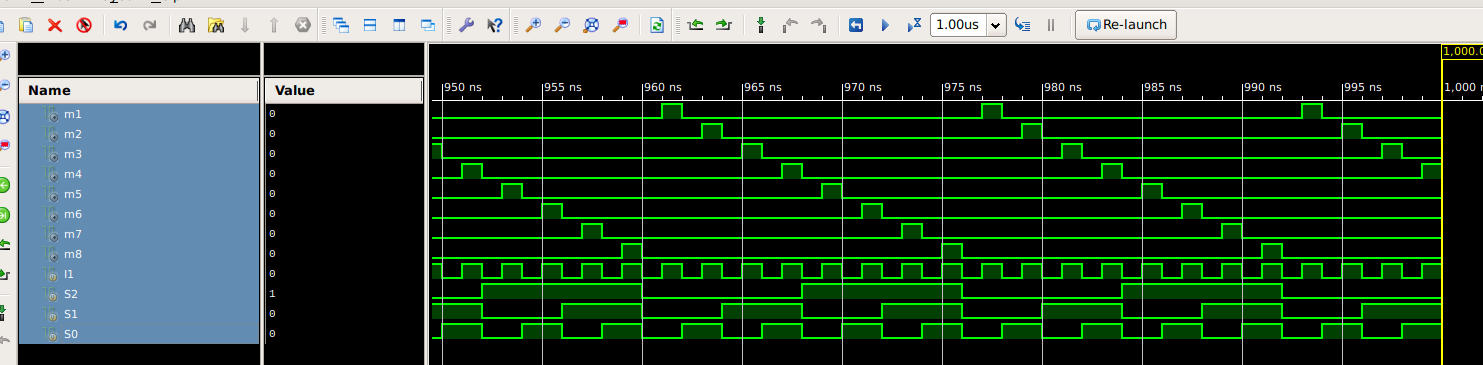 1.00us
Re-launch
1,000.0
Name
Value
950 ns
955 ns
960 ns
965 ns
970 ns
975 ns
980 ns
985 ns
990 ns
995 ns
1,000 n
m1
0
m2
0
m3
0
m4
0
m5
0
m6
0
m7
0
m8
0
I1
0
S2
1
S1
0
S0
0